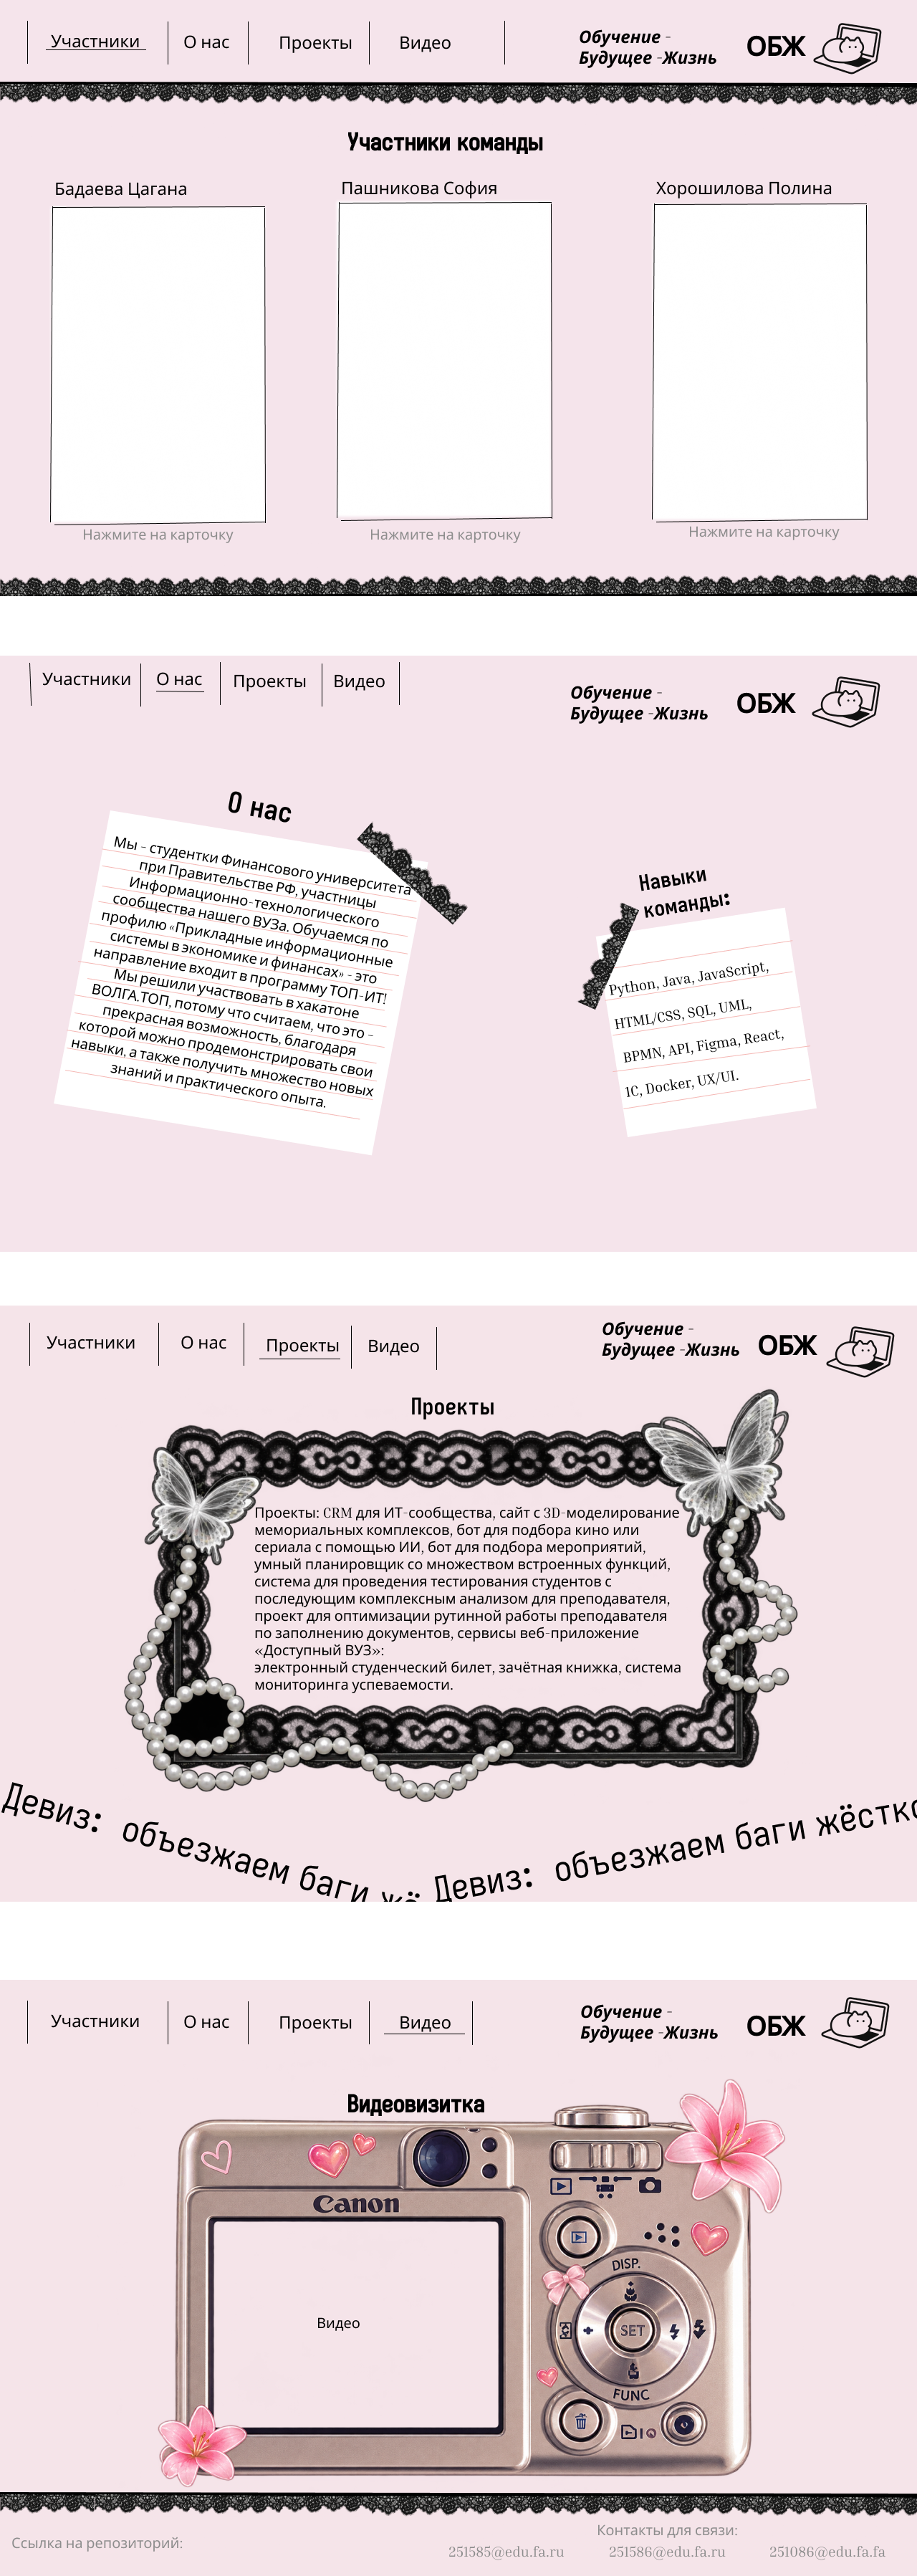 Участники О нас Проекты Видео
Обучение -
Будущее -Жизнь
ОБЖ
Участники команды
Бадаева Цагана
Пашникова София
Хорошилова Полина
Нажмите на карточку
Нажмите на карточку
Нажмите на карточку
Участники О нас Проекты Видео
Обучение -
Будущее -Жизнь
ОБЖ
О нас
Мы - студентки Финансового университета
при Правительстве РФ, участницы
Информационно-технологического
сообщества нашего ВУЗа. Обучаемся по
профилю «Прикладные информационные
системы в экономике и финансах» - это
направление входит в программу ТОП-ИТ!
Мы решили участвовать в хакатоне
ВОЛГА.ТОП, потому что считаем, что это -
прекрасная возможность, благодаря
которой можно продемонстрировать свои
навыки, а также получить множество новых
знаний и практического опыта.
Навыки
команды:
Python, Java, JavaScript,
HTML/CSS, SQL, UML,
BPMN, API, Figma, React,
1C, Docker, UX/UI.
Участники О нас Проекты Видео
Обучение -
Будущее -Жизнь
ОБЖ
Проекты
Проекты: CRM для ИТ-сообщества, сайт с 3D-моделирование
мемориальных комплексов, бот для подбора кино или
сериала с помощью ИИ, бот для подбора мероприятий,
умный планировщик со множеством встроенных функций,
система для проведения тестирования студентов с
последующим комплексным анализом для преподавателя,
проект для оптимизации рутинной работы преподавателя
по заполнению документов, сервисы веб-приложение
«Доступный ВУЗ»:
электронный студенческий билет, зачётная книжка, система
мониторинга успеваемости.
Девиз: объезжаем баги жё
Девиз: объезжаем баги жёстко
Участники О нас Проекты Видео
Обучение -
Будущее -Жизнь
ОБЖ
Видеовизитка
Canon
DISP.
SET
FUNC
Видео
Ссылка на репозиторий:
Контакты для связи:
251585@edu.fa.ru 251586@edu.fa.ru 251086@edu.fa.fa